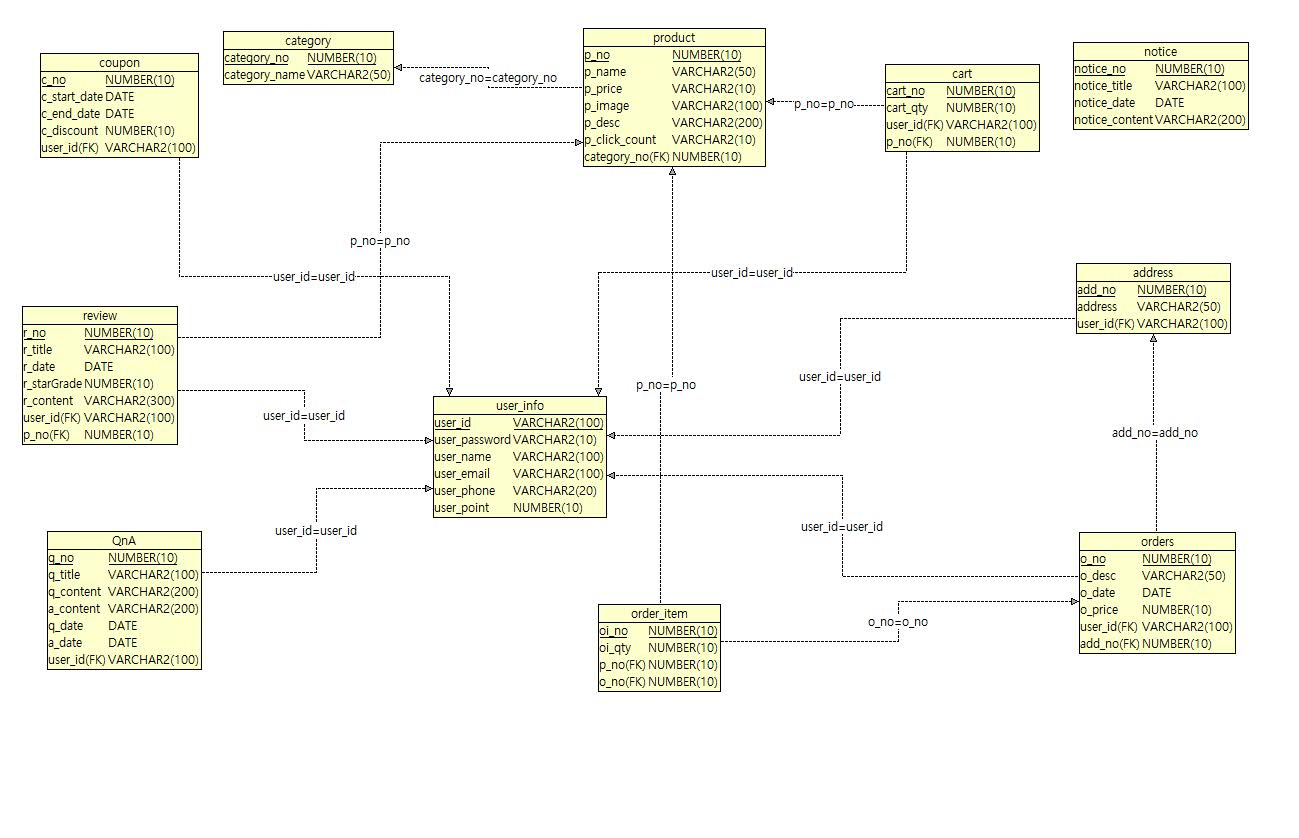 category
category_no NUMBER(10)
category_name VARCHAR2(50)
product
p_no NUMBER(10)
p_name VARCHAR2(50)
p_price VARCHAR2(10)
p_image VARCHAR2(100)
p_desc VARCHAR2(200)
p_click_count VARCHAR2(10)
category_no(FK) NUMBER(10)
notice
notice_no NUMBER(10)
notice_title VARCHAR2(100)
notice_date DATE
notice_content VARCHAR2(200)
coupon
c_no NUMBER(10)
c_start_date DATE
c_end_date DATE
c_discount NUMBER(10)
user_id(FK) VARCHAR2(100)
cart
cart_no NUMBER(10)
cart_qty NUMBER(10)
user_id(FK) VARCHAR2(100)
p_no(FK) NUMBER(10)
category_no=category_no
p_no=p_no
p_no=p_no
user_id=user_id
user_id=user_id
address
add_no NUMBER(10)
address VARCHAR2(50)
user_id(FK) VARCHAR2(100)
review
r_no NUMBER(10)
r_title VARCHAR2(100)
r_date DATE
r_starGrade NUMBER(10)
r_content VARCHAR2(300)
user_id(FK) VARCHAR2(100)
p_no(FK) NUMBER(10)
user_id=user_id
p_no=p_no
user_id=user_id
user_info
user_id VARCHAR2(100)
user_password VARCHAR2(10)
user_name VARCHAR2(100)
user_email VARCHAR2(100)
user_phone VARCHAR2(20)
user_point NUMBER(10)
add_no=add_no
user_id=user_id
user_id=user_id
QnA
q_no NUMBER(10)
q_title VARCHAR2(100)
q_content VARCHAR2(200)
a_content VARCHAR2(200)
q_date DATE
a_date DATE
user_id(FK) VARCHAR2(100)
orders
o_no NUMBER(10)
o_desc VARCHAR2(50)
o_date DATE
o_price NUMBER(10)
user_id(FK) VARCHAR2(100)
add_no(FK) NUMBER(10)
order_item
oi_no NUMBER(10)
oi_qty NUMBER(10)
p_no(FK) NUMBER(10)
o_no(FK) NUMBER(10)
o_no=o_no